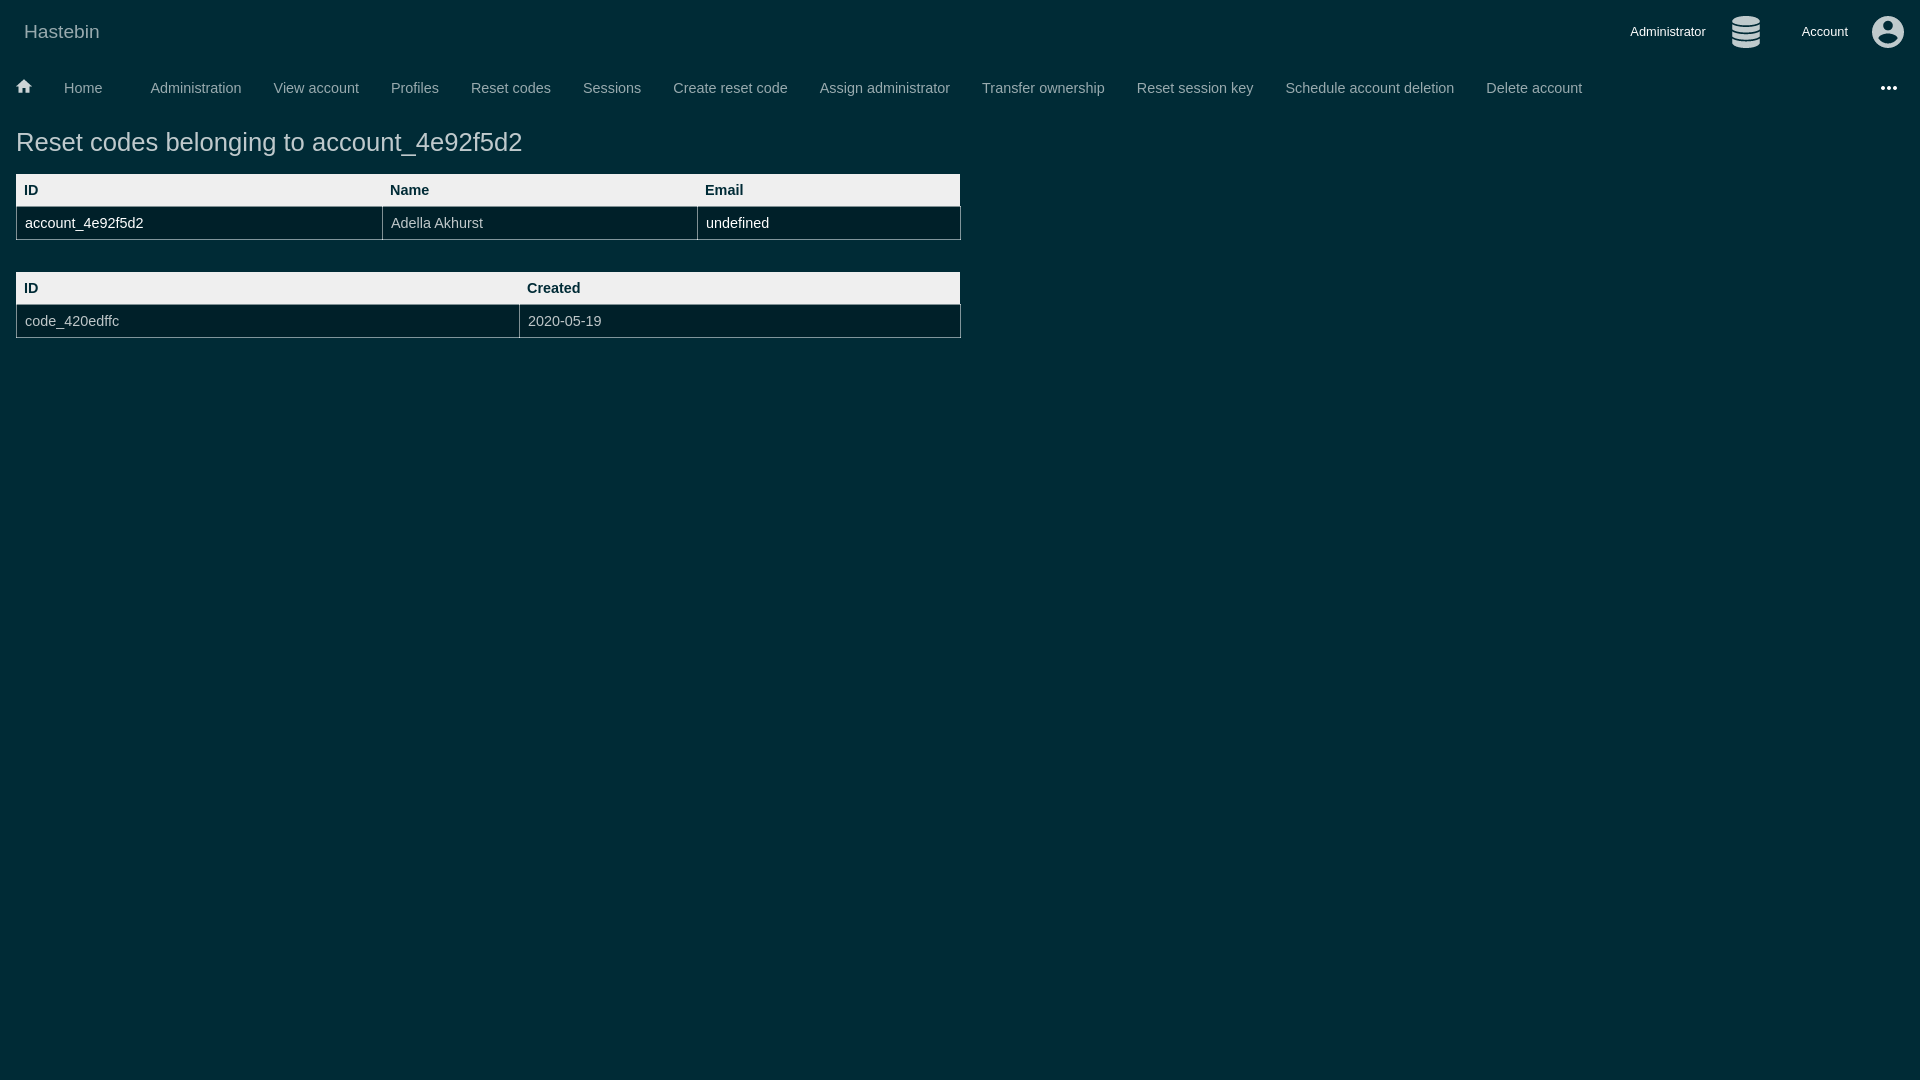 Hastebin
Administrator
Account
Home Administration View account Profiles Reset codes Sessions Create reset code Assign administrator Transfer ownership Reset session key Schedule account deletion Delete account
Reset codes belonging to account_4e92f5d2
ID Name Email
account_4e92f5d2 Adella Akhurst undefined
ID Created
code_420edffc 2020-05-19